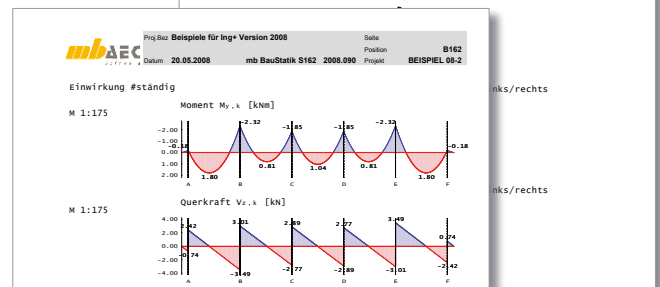 mb AEC
Proj.Bez Beispiele für Ing+ Version 2008 Seite
Position B162
Datum 20.05.2008 mb BauStatik S162 2008.090 Projekt BEISPIEL 08-2
Einwirkung #ständig
nks/rechts
M 1:175
Moment My,k [kNm]
-2.32 -1.85 -1.85 -2.32
-2.00
-1.00
-0.18 -0.18
0.00
1.00
2.00
1.80 0.81 1.04 0.81 1.80
A B C D E F
nks/rechts
M 1:175
Querkraft Vz,k [kN]
4.00
2.42 3.01 2.89 2.77 3.49
2.00
0.74
0.00
-0.74
-2.00
-3.49 -2.77 -2.89 -3.01 -2.42
-4.00
A B C D E F